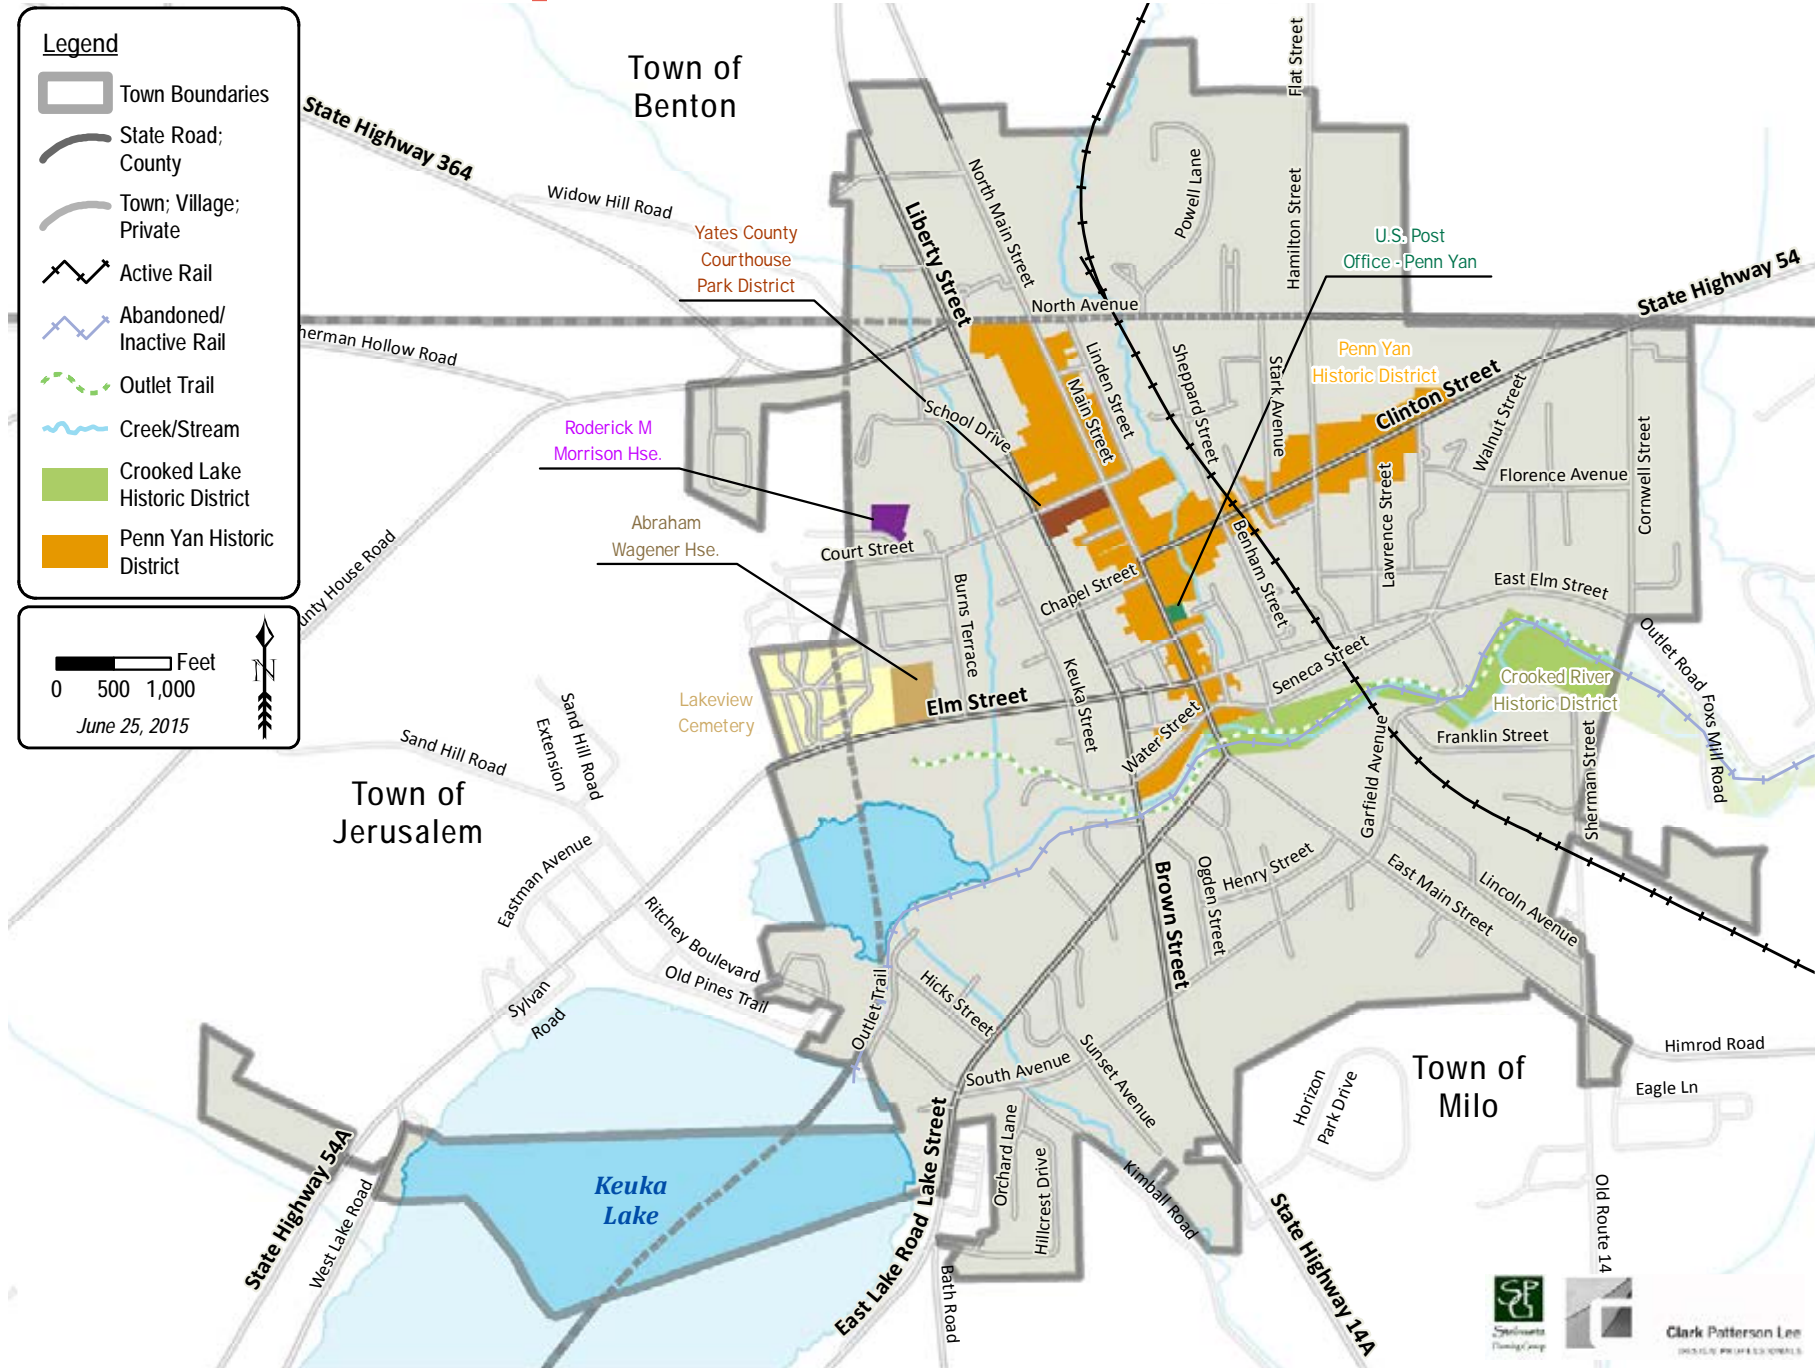 Legend
Town Boundaries
State Road;
County
Town; Village;
Private
Active Rail
Abandoned/
Inactive Rail
Outlet Trail
Creek/Stream
Crooked Lake
Historic District
Penn Yan Historic
District
Feet
0 500 1,000
N
June 25, 2015
Town of
Benton
State Highway 364
Widow Hill Road
Yates County
Courthouse
Park District
Liberty Street
North Main Street
Powell Lane
Flat Street
Hamilton Street
U.S. Post
Office - Penn Yan
State Highway 54
North Avenue
herman Hollow Road
Penn Yan
Historic District
Clinton Street
Linden Street
Main Street
Sheppard Street
Stark Avenue
Walnut Street
School Drive
Roderick M
Morrison Hse.
Lawrence Street
Florence Avenue
Cornwell Street
Abraham
Wagener Hse.
Court Street
Burns Terrace
Chapel Street
Benham Street
East Elm Street
unty House Road
Keuka Street
Seneca Street
Outlet Road
Crooked River
Historic District
Foxs Mill Road
Lakeview
Cemetery
Elm Street
Water Street
Franklin Street
Garfield Avenue
Sherman Street
Sand Hill Road
Sand Hill Road
Extension
Town of
Jerusalem
Eastman Avenue
Ritchey Boulevard
Old Pines Trail
Sylvan
Road
Brown Street
Ogden Street
Henry Street
East Main Street
Lincoln Avenue
Outlet Trail
Hicks Street
South Avenue
Sunset Avenue
Himrod Road
Eagle Ln
Town of
Milo
Horizon
Park Drive
Orchard Lane
Hillcrest Drive
Kimball Road
Keuka
Lake
State Highway 54A
West Lake Road
East Lake Road
Lake Street
Bath Road
State Highway 14A
Old Route 14
SPG
Clark Patterson Lee